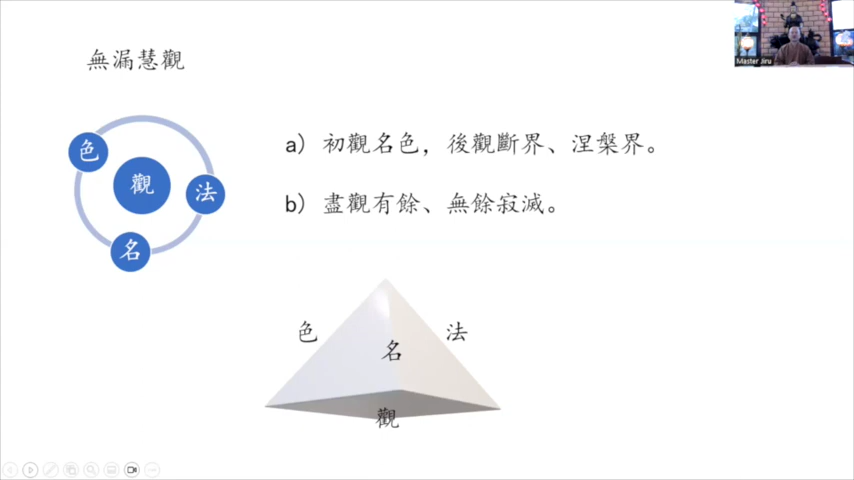 無漏慧觀
Master Jiru
色
觀
法
名
a) 初觀名色，後觀斷界、涅槃界。
b) 盡觀有餘、無餘寂滅。
色
法
名
觀